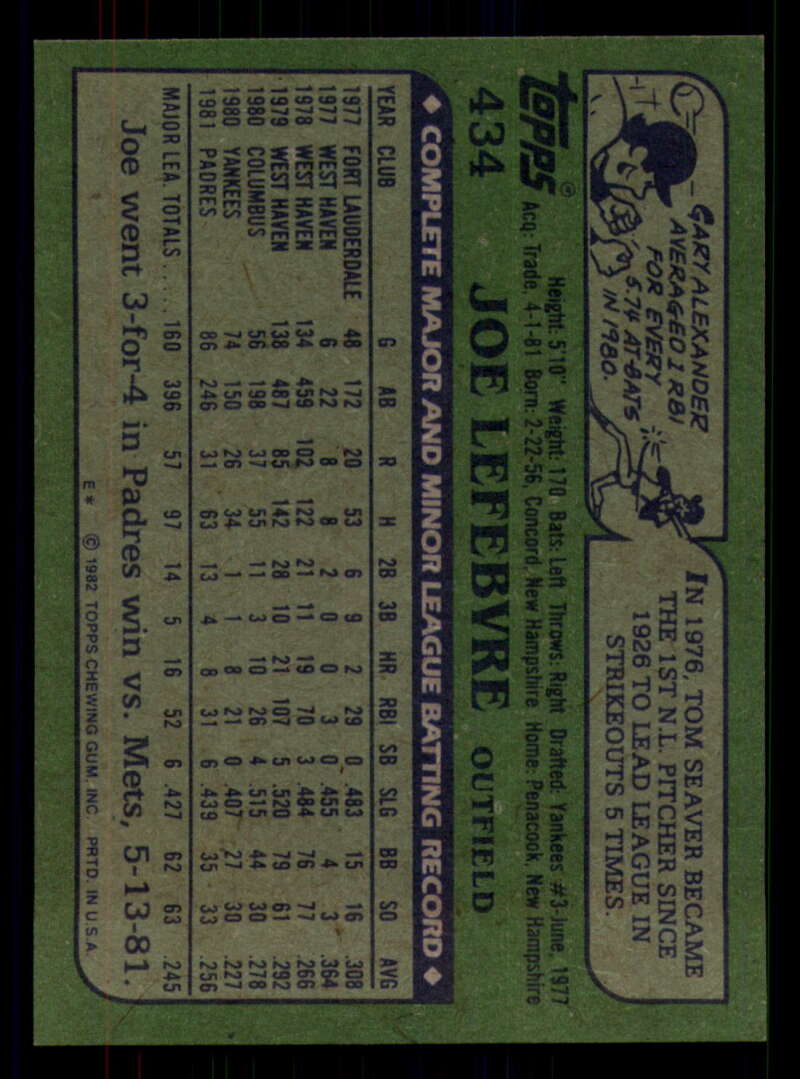 GARY ALEXANDER
AVERAGED 1 RBI
FOR EVERY
5.74 AT-BATS
IN 1980.
IN 1976, TOM SEAVER BECAME
THE 1ST N.L. PITCHER SINCE
1926 TO LEAD LEAGUE IN
STRIKEOUTS 5 TIMES.
TOPPS®
Height: 5'10" Weight: 170 Bats: Left Throws: Right Drafted: Yankees #3-June, 1977
Acq: Trade, 4-1-81 Born: 2-22-56, Concord, New Hampshire Home: Penacook, New Hampshire
434 JOE LEFEBVRE OUTFIELD
◆ COMPLETE MAJOR AND MINOR LEAGUE BATTING RECORD ◆
YEAR CLUB G AB R H 2B 3B HR RBI SB SLG BB SO AVG
1977 FORT LAUDERDALE 48 172 20 53 6 9 2 29 0 .483 15 16 .308
1977 WEST HAVEN 6 22 8 8 2 0 0 3 0 .455 4 3 .364
1978 WEST HAVEN 134 459 102 122 21 11 19 70 3 .484 76 77 .266
1979 WEST HAVEN 138 487 85 142 28 10 21 107 5 .520 79 61 .292
1980 COLUMBUS 56 198 37 55 11 3 10 26 4 .515 44 30 .278
1980 YANKEES 74 150 26 34 1 1 8 21 0 .407 27 30 .227
1981 PADRES 86 246 31 63 13 4 8 31 6 .439 35 33 .256
MAJOR LEA. TOTALS ..... 160 396 57 97 14 5 16 52 6 .427 62 63 .245
Joe went 3-for-4 in Padres win vs. Mets, 5-13-81.
E* © 1982 TOPPS CHEWING GUM, INC. PRTD. IN U.S.A.